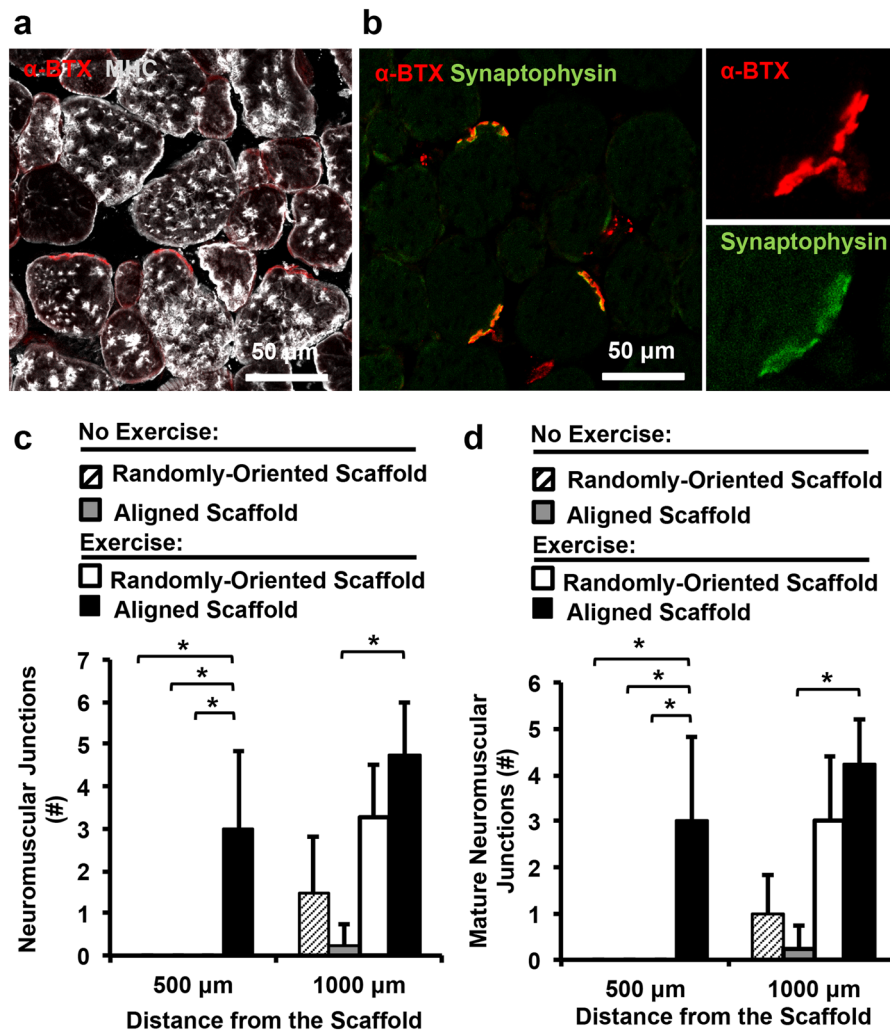 a
α-BTX MHC
50 µm
b
α-BTX Synaptophysin
50 µm
α-BTX
Synaptophysin
c
No Exercise:
Randomly-Oriented Scaffold
Aligned Scaffold
Exercise:
Randomly-Oriented Scaffold
Aligned Scaffold
Neuromuscular Junctions
(#)
7
6
5
4
3
2
1
0
*
*
*
*
500 µm
1000 µm
Distance from the Scaffold
d
No Exercise:
Randomly-Oriented Scaffold
Aligned Scaffold
Exercise:
Randomly-Oriented Scaffold
Aligned Scaffold
Mature Neuromuscular
Junctions (#)
6
5
4
3
2
1
0
*
*
*
*
500 µm
1000 µm
Distance from the Scaffold